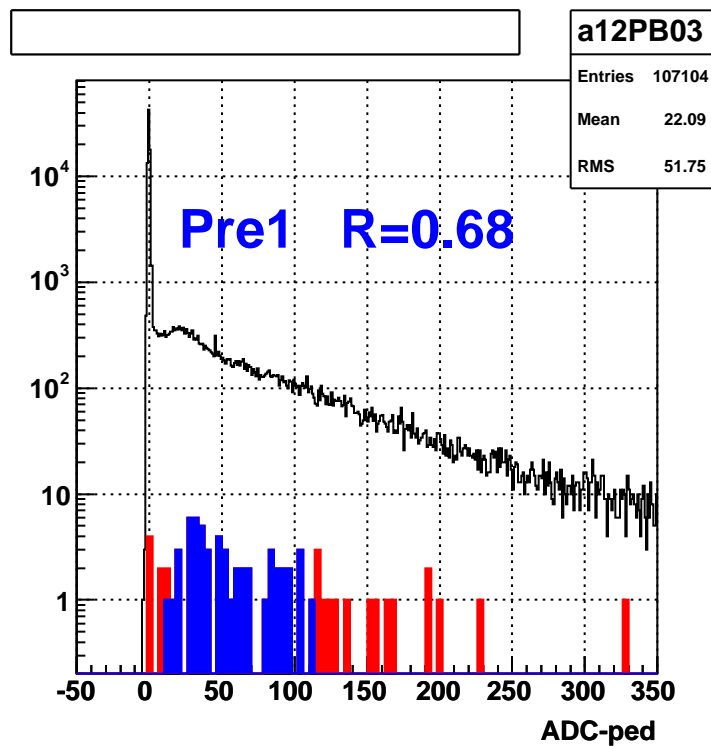 a12PB03
Entries 107104
Mean 22.09
RMS 51.75
Pre1 R=0.68
10^4
10^3
10^2
10
1
-50 0 50 100 150 200 250 300 350
ADC-ped